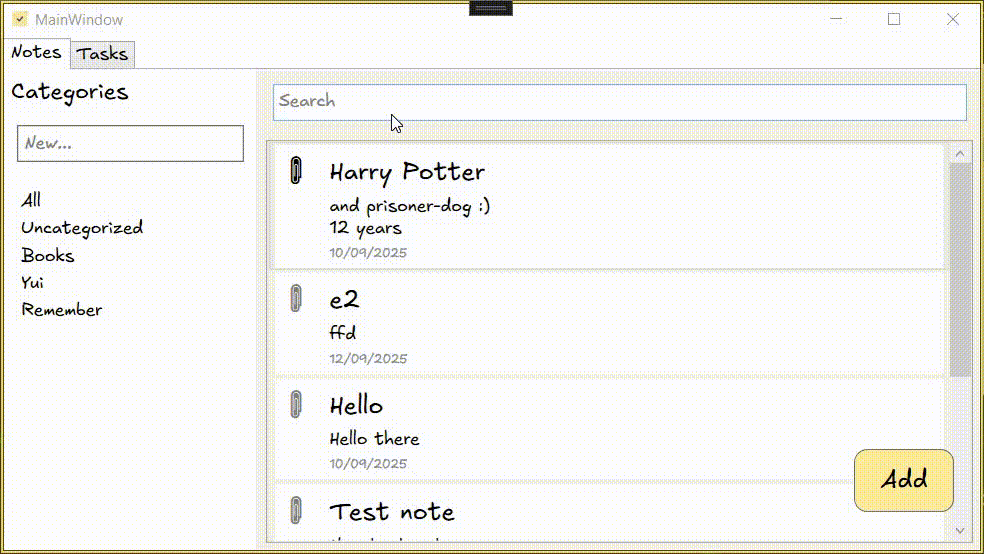 MainWindow
Notes Tasks
Categories
Search
New...
All
Uncategorized
Books
Yui
Remember
Harry Potter
and prisoner-dog :)
12 years
10/09/2025
e2
ffd
12/09/2025
Hello
Hello there
10/09/2025
Add
Test note